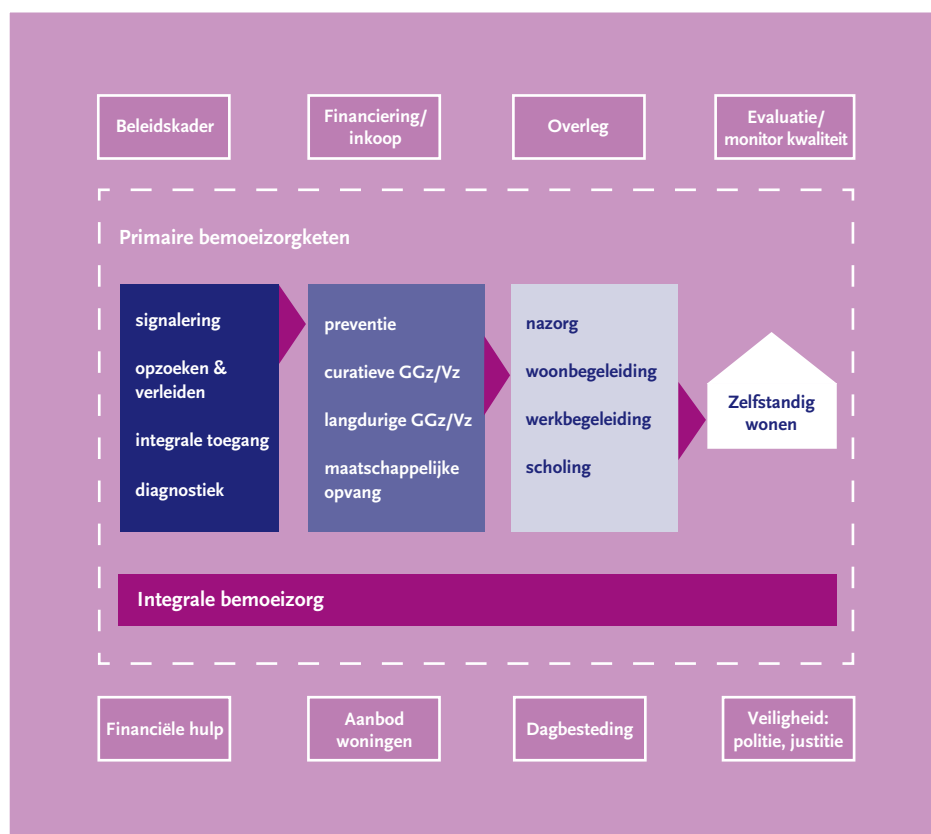 Beleidskader
Financiering/
inkoop
Overleg
Evaluatie/
monitor kwaliteit
Primaire bemoeizorgketen
signalering
opzoeken &
verleiden
integrale toegang
diagnostiek
preventie
curatieve GGz/Vz
langdurige GGz/Vz
maatschappelijke
opvang
nazorg
woonbegeleiding
werkbegeleiding
scholing
Zelfstandig
wonen
Integrale bemoeizorg
Financiële hulp
Aanbod
woningen
Dagbesteding
Veiligheid:
politie, justitie